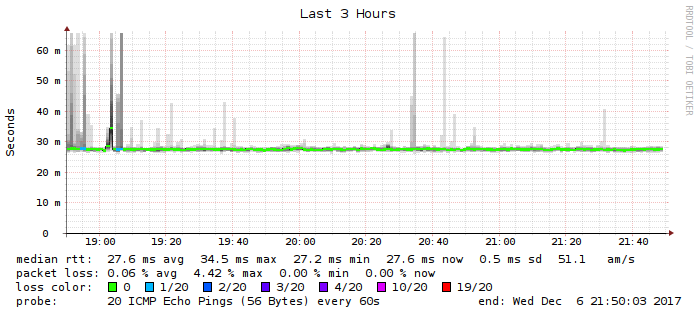 Last 3 Hours
RRDTOOL / TOBI OETIKER
Seconds
60 m
50 m
40 m
30 m
20 m
10 m
0
19:00 19:20 19:40 20:00 20:20 20:40 21:00 21:20 21:40
median rtt: 27.6 ms avg 34.5 ms max 27.2 ms min 27.6 ms now 0.5 ms sd 51.1 am/s
packet loss: 0.06 % avg 4.42 % max 0.00 % min 0.00 % now
loss color: 0 1/20 2/20 3/20 4/20 10/20 19/20
probe: 20 ICMP Echo Pings (56 Bytes) every 60s end: Wed Dec 6 21:50:03 2017